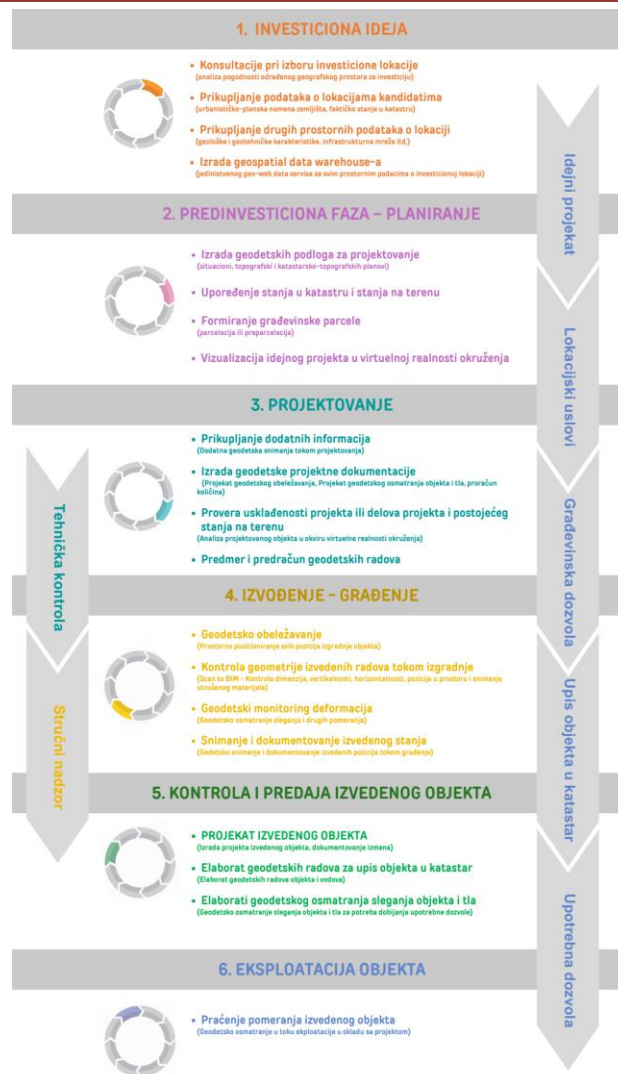 1. INVESTICIONA IDEJA
• Konsultacije pri izboru investicione lokacije
(analiza pogodnosti određenog geografskog prostora za investiciju)
• Prikupljanje podataka o lokacijama kandidatima
(urbanističko-planska namena zemljišta, faktičko stanje u katastru)
• Prikupljanje drugih prostornih podataka o lokaciji
(geološke i geotehničke karakteristike, infrastrukturna mreža itd.)
• Izrada geospatial data warehouse-a
(jedinstvenog geo-web data servisa sa svim prostornim podacima o investicionoj lokaciji)
Idejni projekat
2. PREDINVESTICIONA FAZA – PLANIRANJE
• Izrada geodetskih podloga za projektovanje
(situacioni, topografski i katastarsko-topografskih planovi)
• Upoređenje stanja u katastru i stanja na terenu
• Formiranje građevinske parcele
(parcelacija ili preparcelacija)
• Vizualizacija idejnog projekta u virtuelnoj realnosti okruženja
Lokacijski uslovi
3. PROJEKTOVANJE
• Prikupljanje dodatnih informacija
(Dodatna geodetska snimanja tokom projektovanja)
• Izrada geodetske projektne dokumentacije
(Projekat geodetskog obeležavanja, Projekat geodetskog osmatranja objekta i tla, proračun
količina)
• Provera usklađenosti projekta ili delova projekta i postojećeg
stanja na terenu
(Analiza projektovanog objekta u okviru virtuelne realnosti okruženja)
• Predmer i predračun geodetskih radova
Tehnička kontrola
Građevinska dozvola
4. IZVOĐENJE – GRAĐENJE
• Geodetsko obeležavanje
(Prostorno pozicioniranje svih pozicija izgradnje objekta)
• Kontrola geometrije izvedenih radova tokom izgradnje
(Scan to BIM - Kontrola dimenzija, vertikalnosti, horizontalnosti, pozicija u prostoru i snimanje
utrošenog materijala)
• Geodetski monitoring deformacija
(Geodetsko osmatranje sleganja i drugih pomeranja)
• Snimanje i dokumentovanje izvedenog stanja
(Gedetsko snimanje i dokumentovanje izvedenih pozicija tokom građenja)
Stručni nadzor
Upis objekta u katastar
5. KONTROLA I PREDAJA IZVEDENOG OBJEKTA
• PROJEKAT IZVEDENOG OBJEKTA
(Izrada projekta izvedenog objekta, dokumentovanje izmena)
• Elaborat geodetskih radova za upis objekta u katastar
(Elaborat geodetskih radova objekta i vodova)
• Elaborati geodetskog osmatranja sleganja objekta i tla
(Geodetsko osmatranje sleganja objekta i tla za potreba dobijanja upotrebne dozvole)
Upotrebna dozvola
6. EKSPLOATACIJA OBJEKTA
• Praćenje pomeranja izvedenog objekta
(Geodetsko osmatranje u toku ekploatacije u skladu sa projektom)